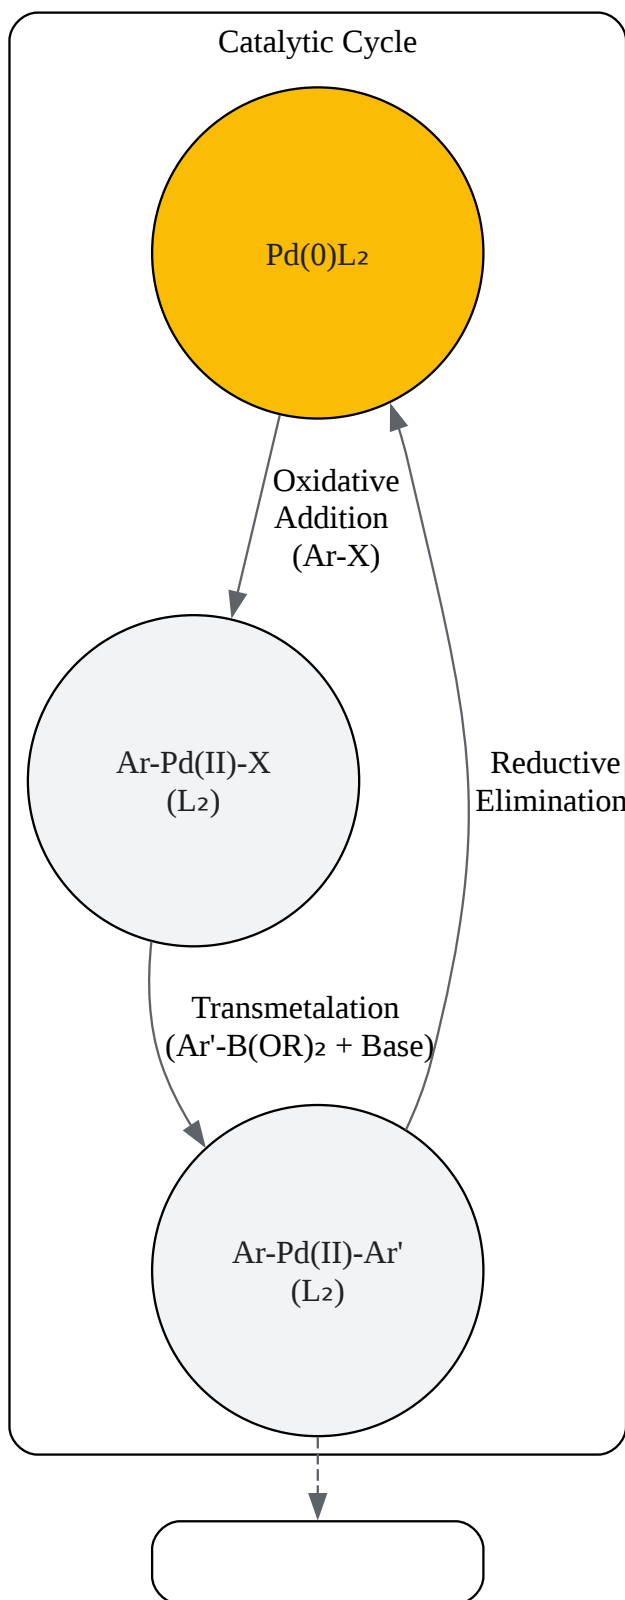 Catalytic Cycle
Pd(0)L₂
Oxidative
Addition
(Ar-X)
Ar-Pd(II)-X
(L₂)
Reductive
Elimination
Transmetalation
(Ar'-B(OR)₂ + Base)
Ar-Pd(II)-Ar'
(L₂)